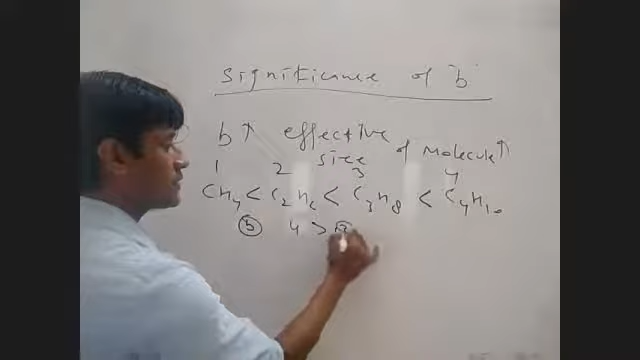 Significance of 'b'
b↑ effective size of molecule↑
1 2 3 4
CH4 < C2H6 < C3H8 < C4H10
(b) 4 >